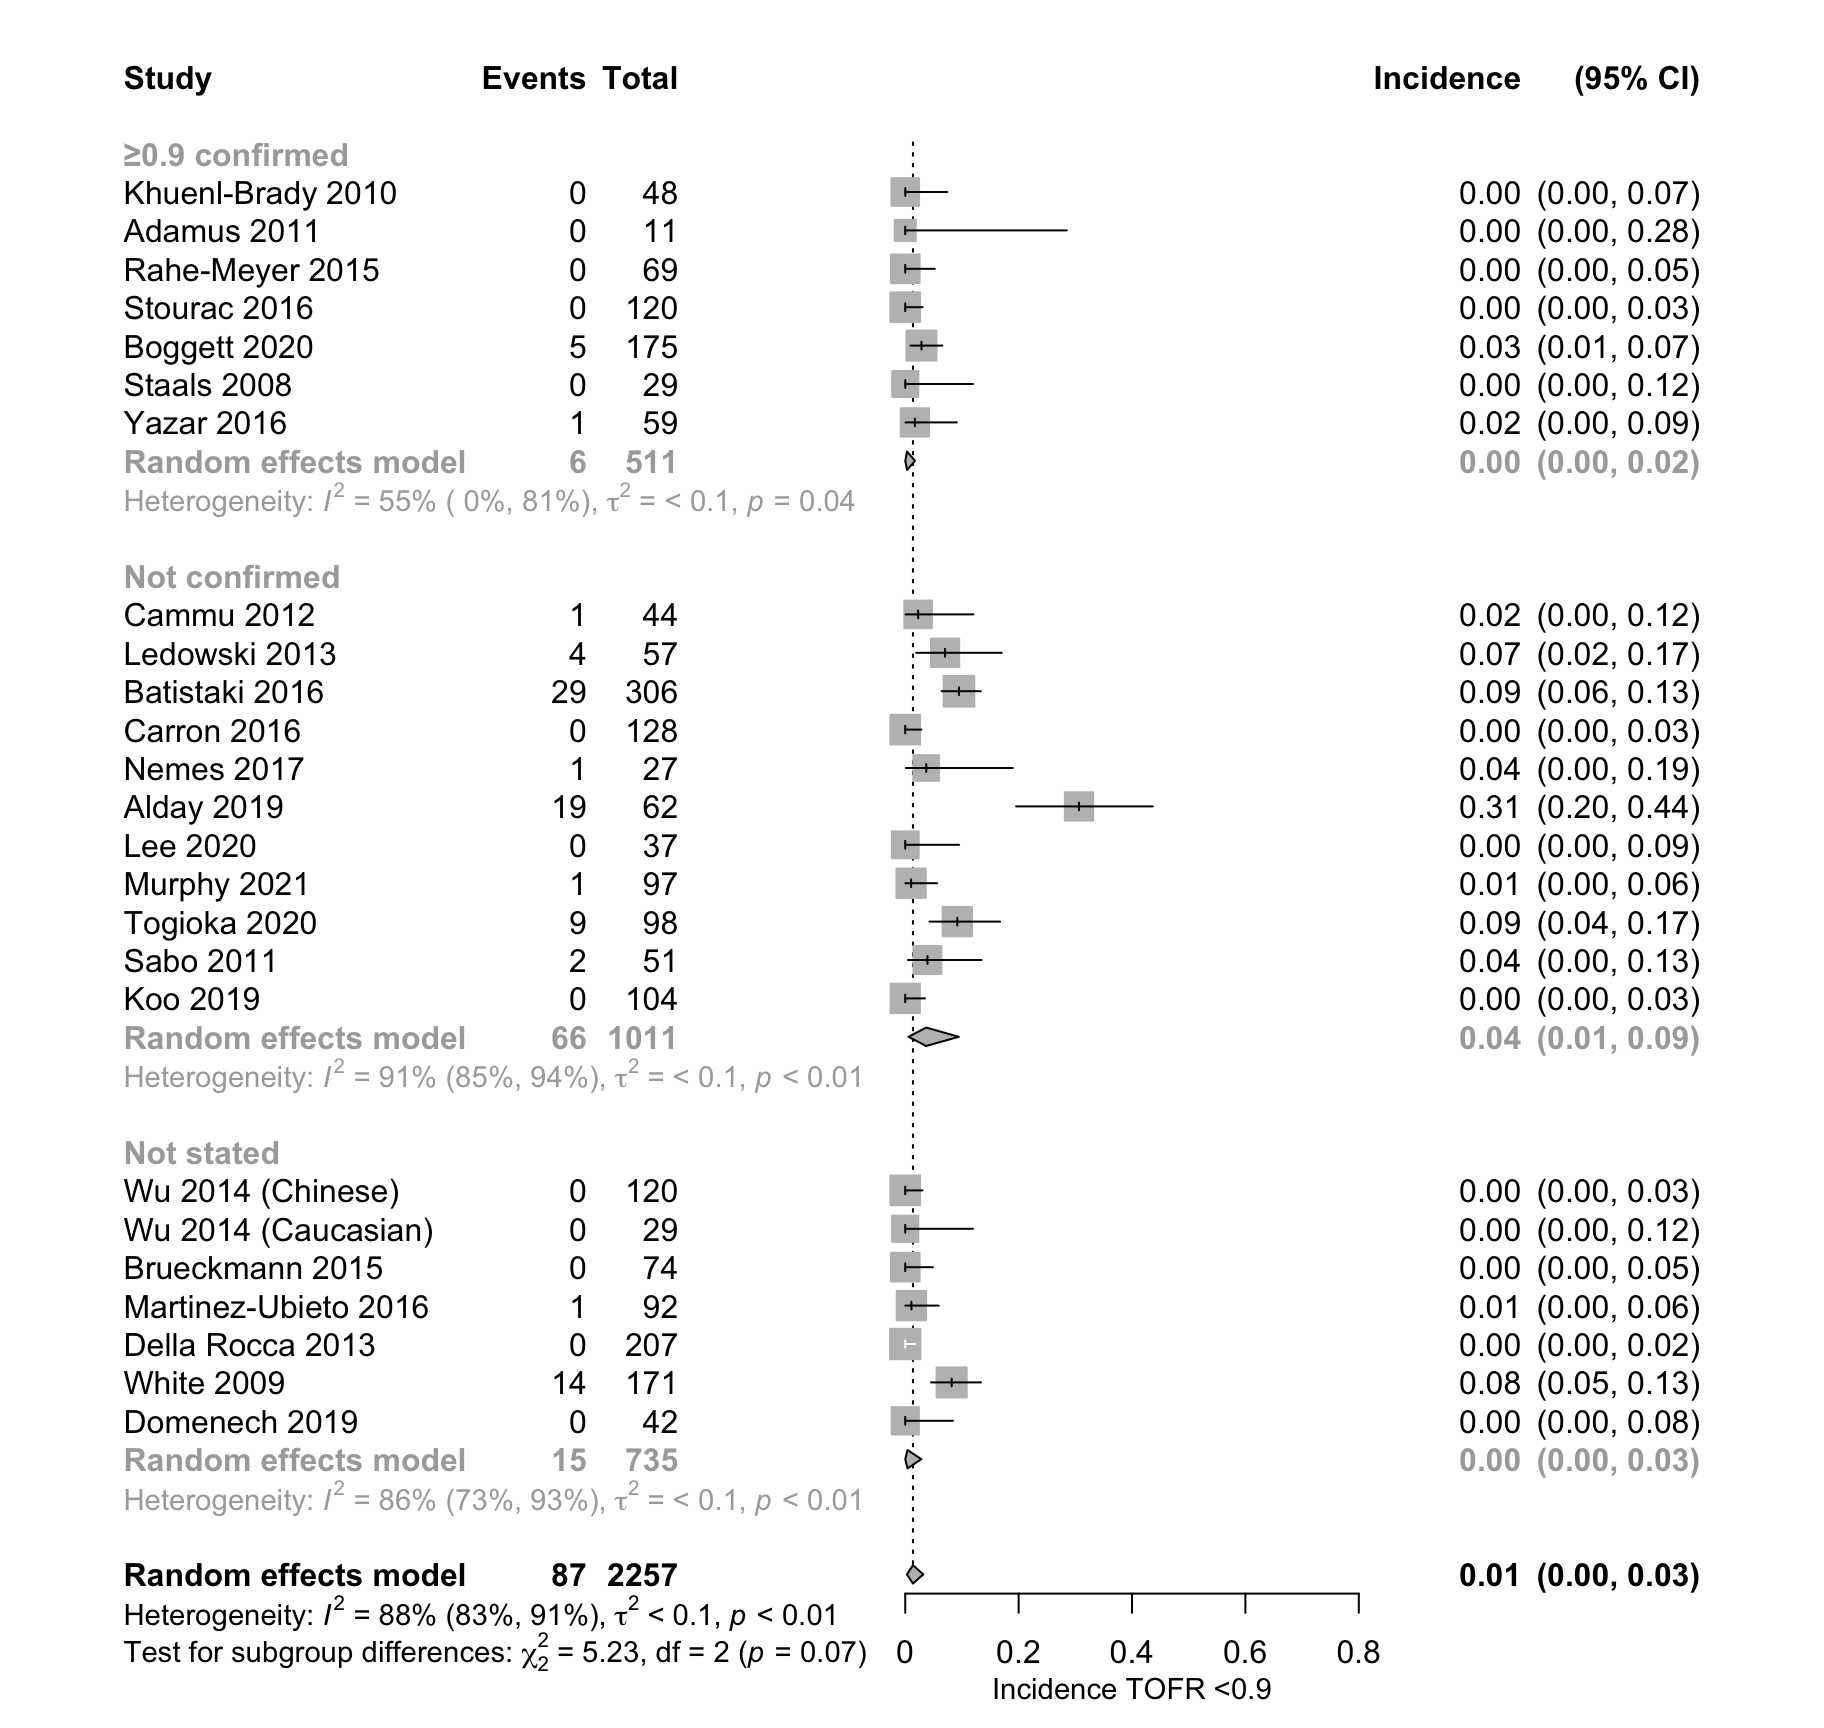 Study Events Total Incidence (95% CI)
≥0.9 confirmed
Khuenl-Brady 2010 0 48 0.00 (0.00, 0.07)
Adamus 2011 0 11 0.00 (0.00, 0.28)
Rahe-Meyer 2015 0 69 0.00 (0.00, 0.05)
Stourac 2016 0 120 0.00 (0.00, 0.03)
Boggett 2020 5 175 0.03 (0.01, 0.07)
Staals 2008 0 29 0.00 (0.00, 0.12)
Yazar 2016 1 59 0.02 (0.00, 0.09)
Random effects model 6 511 0.00 (0.00, 0.02)
Heterogeneity: I² = 55% ( 0%, 81%), τ² = < 0.1, p = 0.04
Not confirmed
Cammu 2012 1 44 0.02 (0.00, 0.12)
Ledowski 2013 4 57 0.07 (0.02, 0.17)
Batistaki 2016 29 306 0.09 (0.06, 0.13)
Carron 2016 0 128 0.00 (0.00, 0.03)
Nemes 2017 1 27 0.04 (0.00, 0.19)
Alday 2019 19 62 0.31 (0.20, 0.44)
Lee 2020 0 37 0.00 (0.00, 0.09)
Murphy 2021 1 97 0.01 (0.00, 0.06)
Togioka 2020 9 98 0.09 (0.04, 0.17)
Sabo 2011 2 51 0.04 (0.00, 0.13)
Koo 2019 0 104 0.00 (0.00, 0.03)
Random effects model 66 1011 0.04 (0.01, 0.09)
Heterogeneity: I² = 91% (85%, 94%), τ² = < 0.1, p < 0.01
Not stated
Wu 2014 (Chinese) 0 120 0.00 (0.00, 0.03)
Wu 2014 (Caucasian) 0 29 0.00 (0.00, 0.12)
Brueckmann 2015 0 74 0.00 (0.00, 0.05)
Martinez-Ubieto 2016 1 92 0.01 (0.00, 0.06)
Della Rocca 2013 0 207 0.00 (0.00, 0.02)
White 2009 14 171 0.08 (0.05, 0.13)
Domenech 2019 0 42 0.00 (0.00, 0.08)
Random effects model 15 735 0.00 (0.00, 0.03)
Heterogeneity: I² = 86% (73%, 93%), τ² = < 0.1, p < 0.01
Random effects model 87 2257 0.01 (0.00, 0.03)
Heterogeneity: I² = 88% (83%, 91%), τ² < 0.1, p < 0.01
Test for subgroup differences: χ²₂ = 5.23, df = 2 (p = 0.07)
0 0.2 0.4 0.6 0.8
Incidence TOFR <0.9